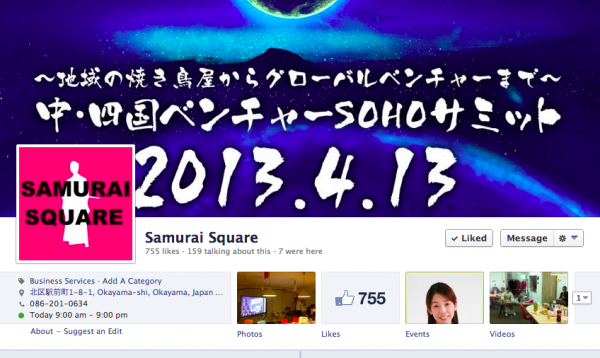 ～地域の焼き鳥屋からグローバルベンチャーまで～
中・四国ベンチャーSOHOサミット
2013.4.13
SAMURAI
SQUARE
Samurai Square
755 likes · 159 talking about this · 7 were here
Liked
Message
Business Services · Add A Category
北区駅前町1-8-1, Okayama-shi, Okayama, Japan ...
086-201-0634
Today 9:00 am - 9:00 pm
About - Suggest an Edit
755
1
Photos
Likes
Events
Videos